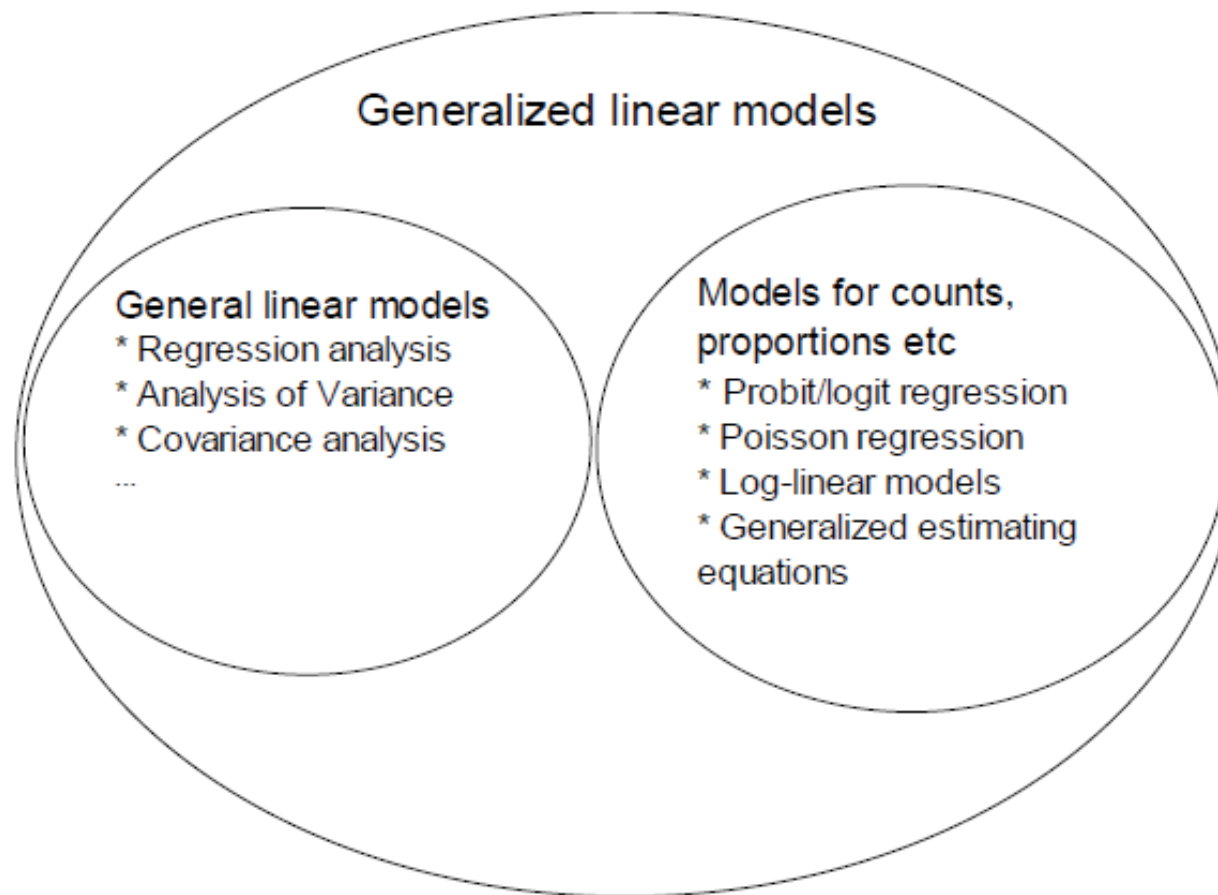 Generalized linear models
General linear models
* Regression analysis
* Analysis of Variance
* Covariance analysis
...
Models for counts,
proportions etc
* Probit/logit regression
* Poisson regression
* Log-linear models
* Generalized estimating
equations